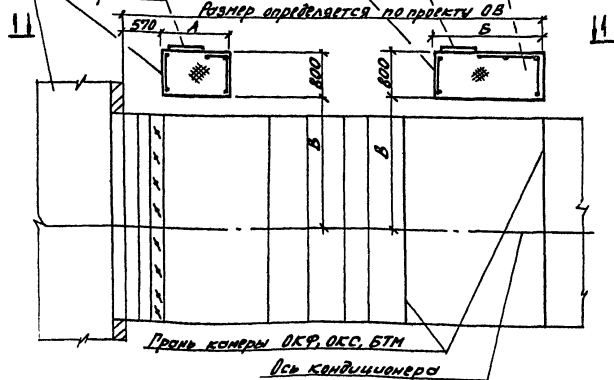 Размер определяется по проекту ОВ
11
570
А
Б
11
800
800
В
В
Грань камеры ОКФ, ОКС, БТМ
Ось кондиционера